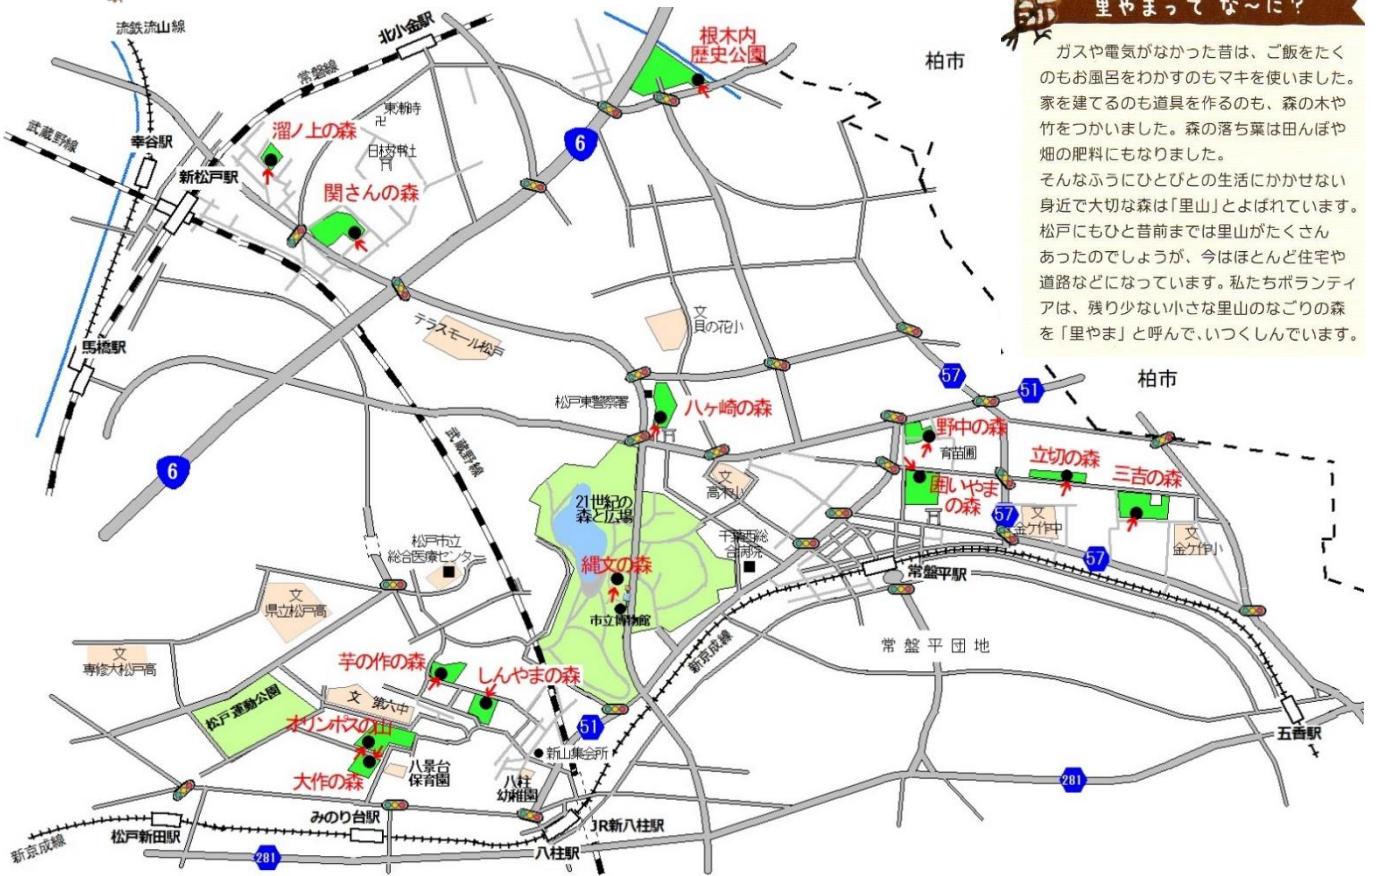 里やまって な〜に？
ガスや電気がなかった昔は、ご飯をたく
のもお風呂をわかすのもマキを使いました。
家を建てるのも道具を作るのも、森の木や
竹をつかいました。森の落ち葉は田んぼや
畑の肥料にもなりました。
そんなふうにひとびとの生活にかかせない
身近で大切な森は「里山」とよばれています。
松戸にもひと昔前までは里山がたくさん
あったのでしょうが、今はほとんど住宅や
道路などになっています。私たちボランティ
アは、残り少ない小さな里山のなごりの森
を「里やま」と呼んで、いつくしんでいます。
流鉄流山線
北小金駅
根木内
歴史公園
柏市
常磐線
東漸寺
卍
武蔵野線
幸谷駅
溜ノ上の森
日枝神社
6
新松戸駅
関さんの森
馬橋駅
テラスモール松戸
文
貝の花小
57
51
柏市
松戸東警察署
八ヶ崎の森
野中の森
育苗圃
立切の森
三吉の森
6
武蔵野線
高木小
囲いやま
の森
57
文
金ケ作中
文
金ケ作小
21世紀の
森と広場
千葉西総
合病院
57
松戸市立
総合医療センター
縄文の森
常盤平駅
文
県立松戸高
市立博物館
新京成線
常盤平団地
文
専修大松戸高
芋の作の森
しんやまの森
松戸運動公園
文 第六中
オリンポスの山
51
五香駅
新山集会所
大作の森
八景台
保育園
八柱
幼稚園
281
みのり台駅
JR新八柱駅
松戸新田駅
新京成線
八柱駅
281